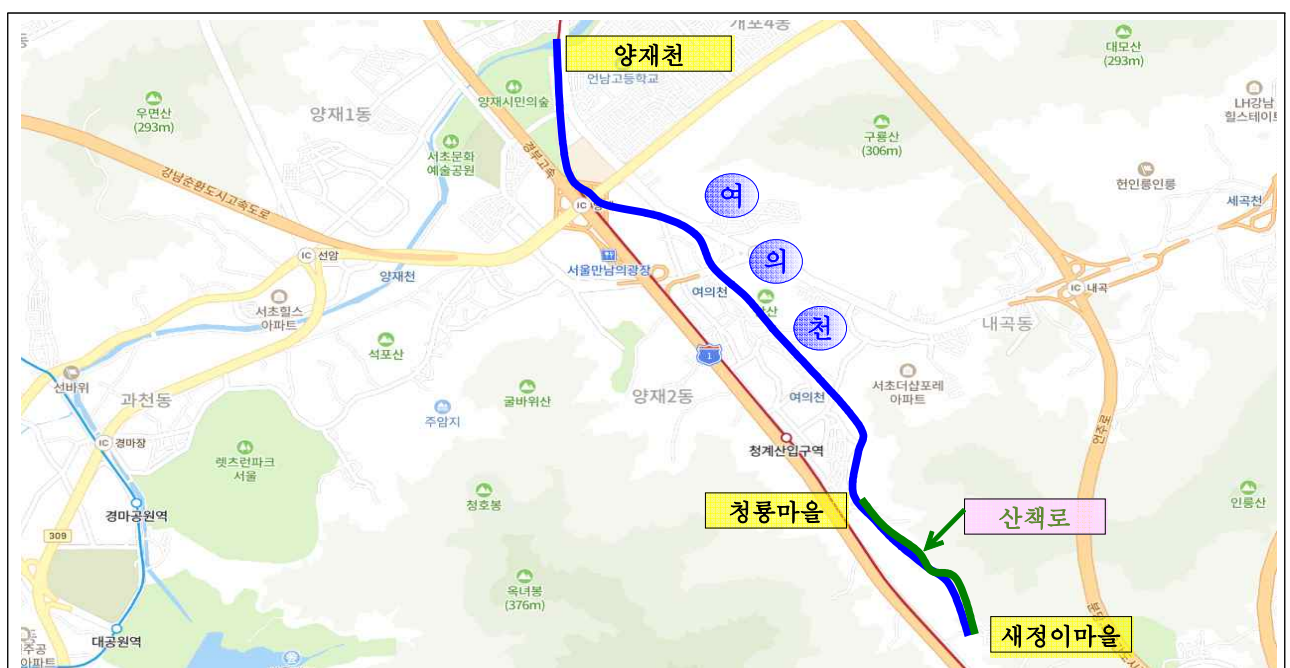 개포4동
양재천
언남고등학교
대모산
(293m)
우면산
(293m)
양재1동
양재시민의숲
서초문화
예술공원
경부고속
구룡산
(306m)
LH강남
힐스테이트
헌인릉인릉
세곡천
강남순환도시고속도로
여
의
천
IC
IC 선암
양재천
서울만남의광장
여의천
IC 내곡
내곡동
서초힐스
아파트
석포산
1
선바위
과천동
굴바위산
양재2동
여의천
서초더샵포레
아파트
주암지
IC 경마장
렛츠런파크
서울
청계산입구역
헌주로
청호봉
청룡마을
산책로
인릉산
경마공원역
309
옥녀봉
(376m)
대공원역
주공
아파트
새정이마을